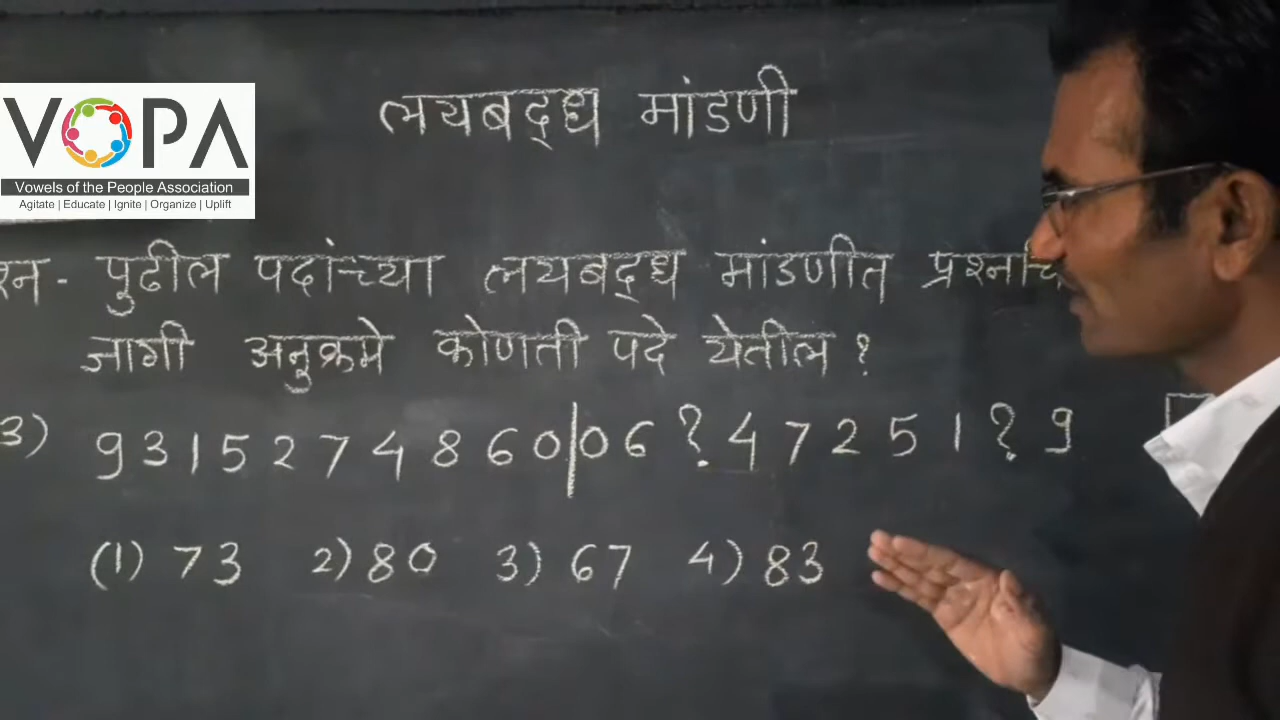 VOPA
Vowels of the People Association
Agitate | Educate | Ignite | Organize | Uplift
लयबद्ध मांडणी
पुढील पदांच्या लयबद्ध मांडणीत
जागी अनुक्रमे कोणती पदे येतील ?
3) 9 3 1 5 2 7 4 8 6 0 | 0 6 ? 4 7 2 5 1 ? 9
(1) 73 2) 80 3) 67 4) 83